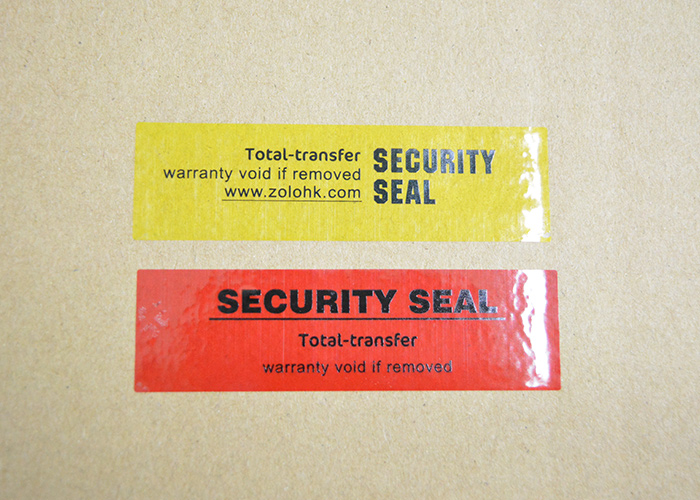 Total-transfer
warranty void if removed
www.zolohk.com
SECURITY
SEAL
SECURITY SEAL
Total-transfer
warranty void if removed